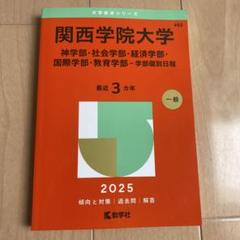 大学赤本シリーズ
関西学院大学
神学部・社会学部・経済学部・
国際学部・教育学部－学部個別日程
最近3カ年
一般
2025
傾向と対策｜過去問｜解答
数学社